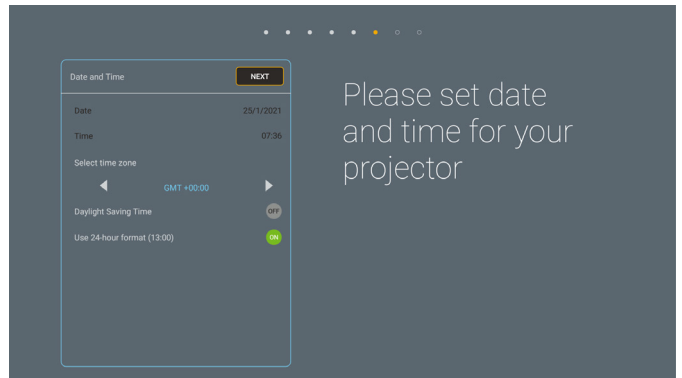 Date and Time
NEXT
Date
25/1/2021
Time
07:36
Select time zone
GMT +00:00
Daylight Saving Time
OFF
Use 24-hour format (13:00)
ON
Please set date
and time for your
projector